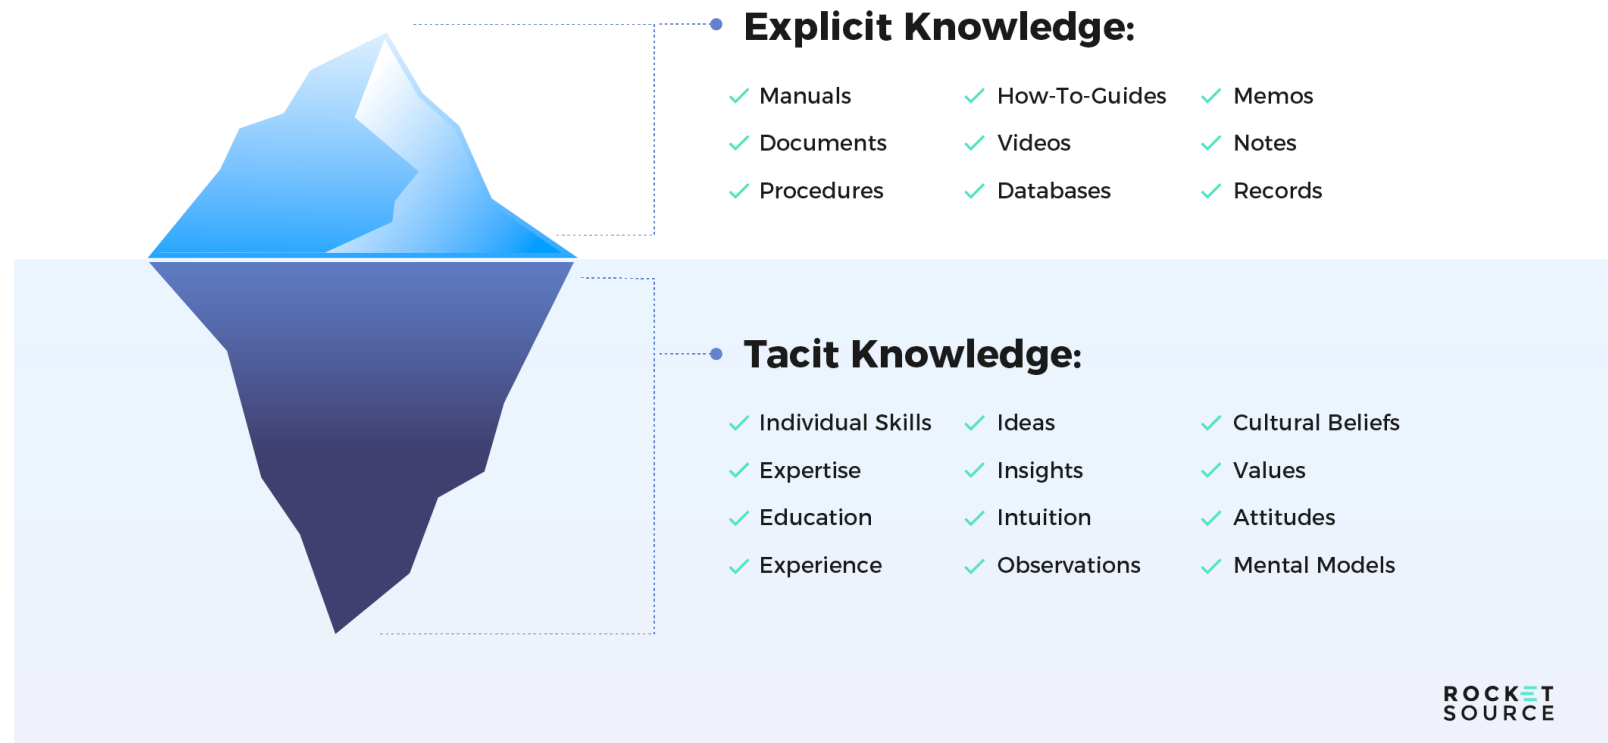 Explicit Knowledge:
Manuals
How-To-Guides
Memos
Documents
Videos
Notes
Procedures
Databases
Records
Tacit Knowledge:
Individual Skills
Ideas
Cultural Beliefs
Expertise
Insights
Values
Education
Intuition
Attitudes
Experience
Observations
Mental Models
ROCKET
SOURCE